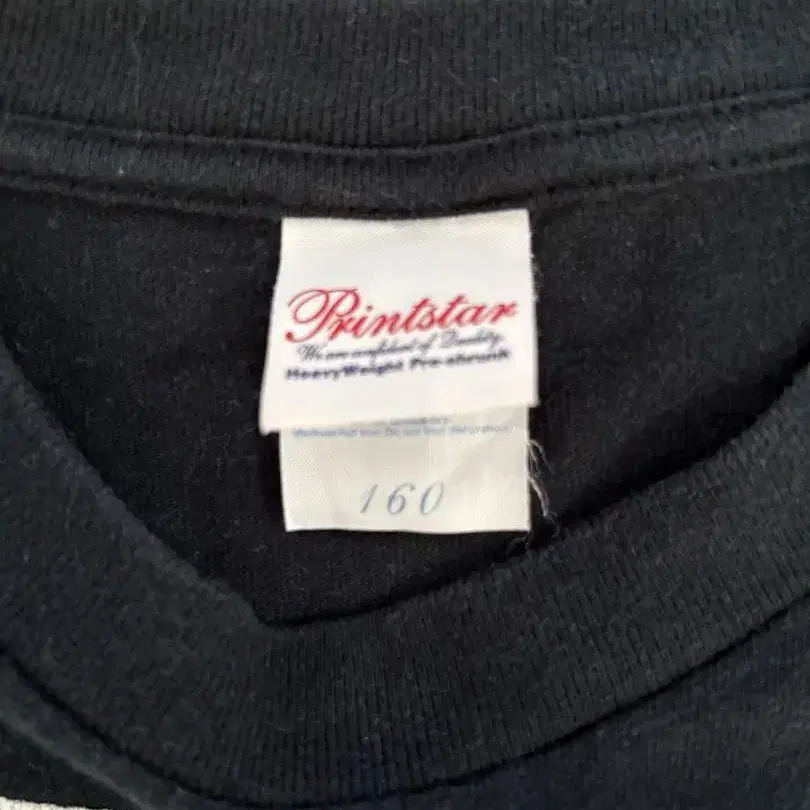 Printstar
We are confident of Quality
HeavyWeight Pre-shrunk
160